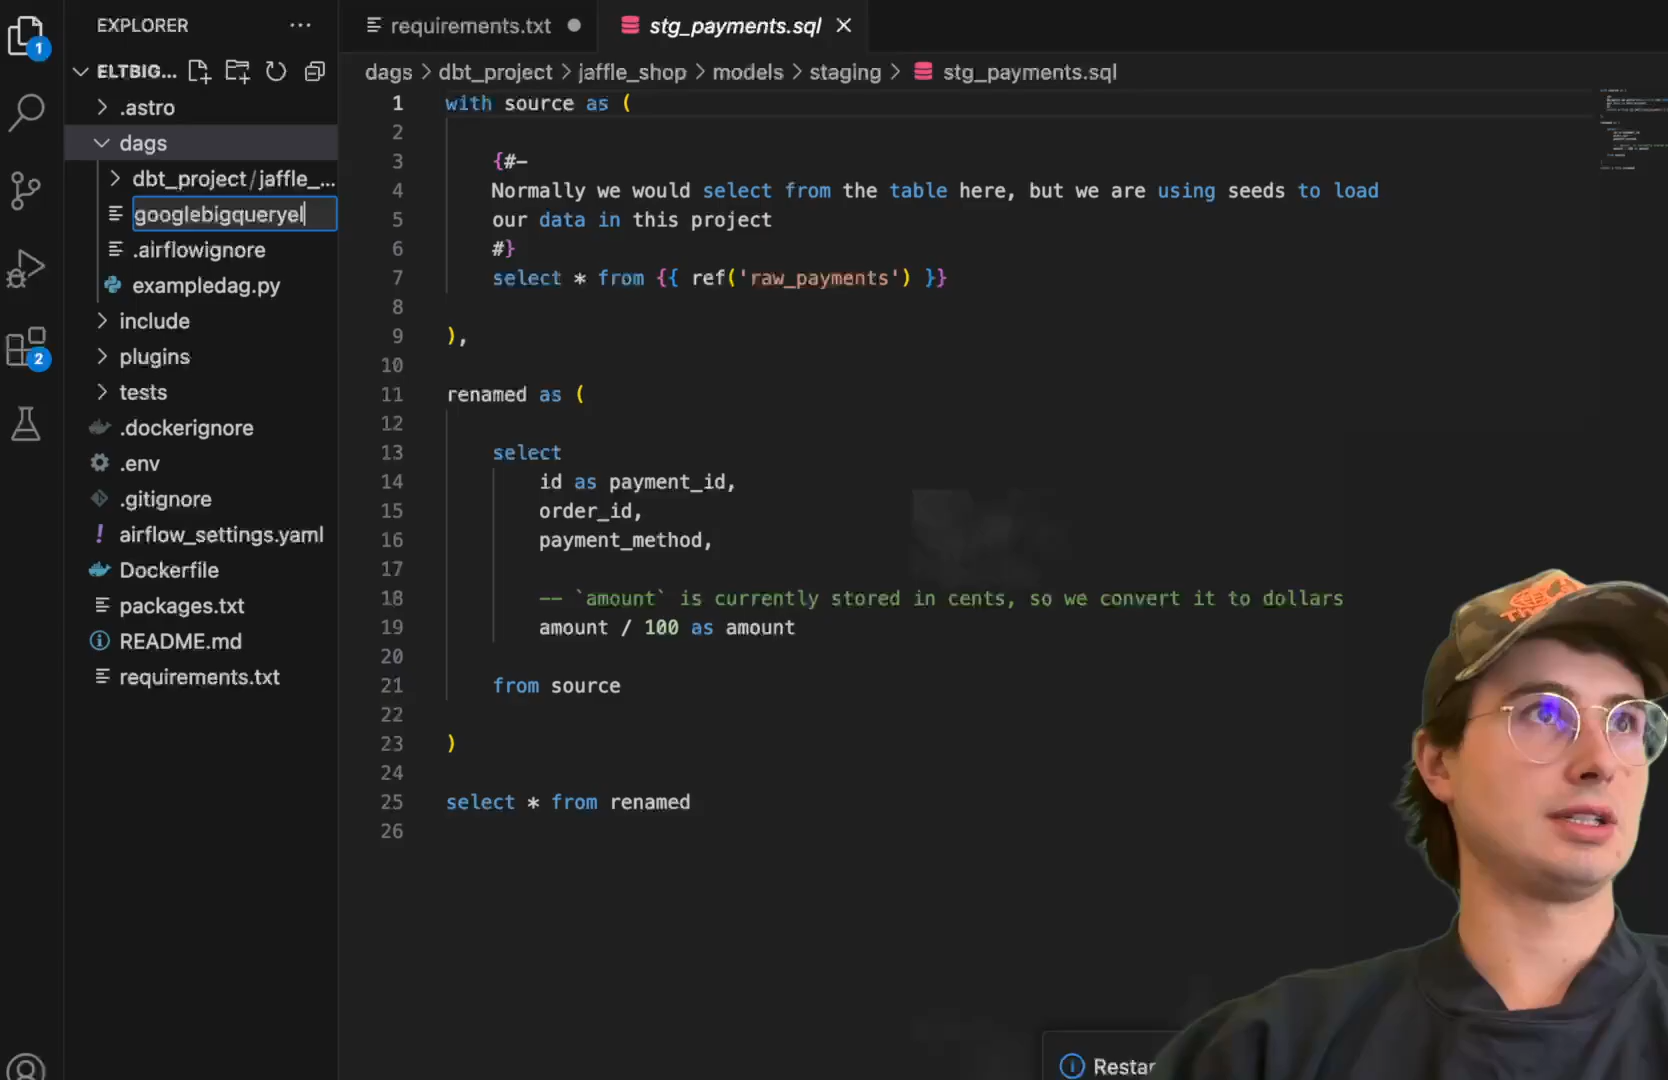 EXPLORER
requirements.txt
stg_payments.sql
1
ELTBIG...
dags > dbt_project > jaffle_shop > models > staging > stg_payments.sql
.astro
dags
dbt_project/jaffle_...
googlebigqueryel
.airflowignore
exampledag.py
include
plugins
tests
.dockerignore
.env
.gitignore
airflow_settings.yaml
Dockerfile
packages.txt
README.md
requirements.txt
2
1 with source as (
2
3 {#-
4 Normally we would select from the table here, but we are using seeds to load
5 our data in this project
6 #}
7 select * from {{ ref('raw_payments') }}
8
9 ),
10
11 renamed as (
12
13 select
14 id as payment_id,
15 order_id,
16 payment_method,
17
18 -- `amount` is currently stored in cents, so we convert it to dollars
19 amount / 100 as amount
20
21 from source
22
23 )
24
25 select * from renamed
26